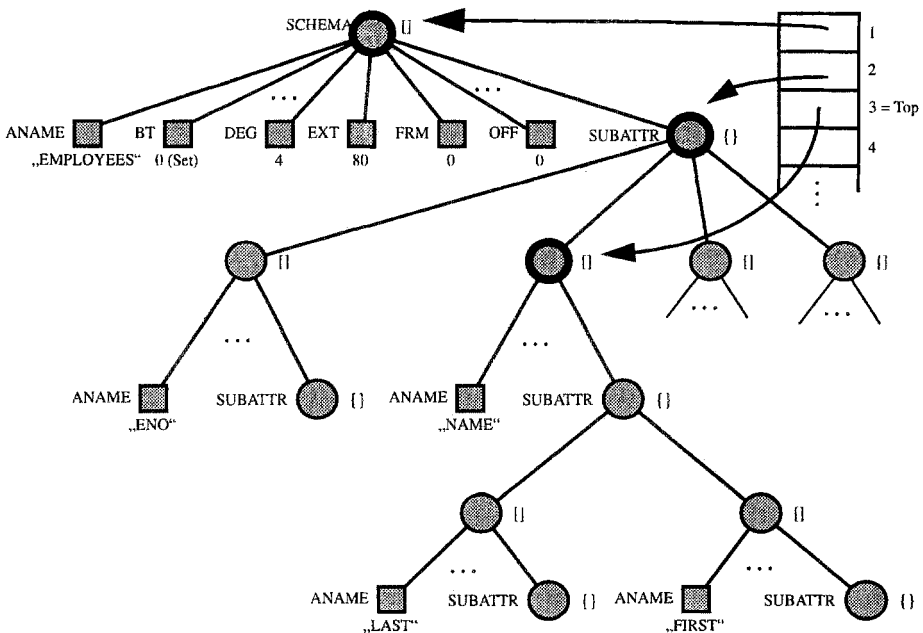 SCHEMA [] 1
2
... ... 3 = Top
ANAME BT DEG EXT FRM OFF SUBATTR { } 4
„EMPLOYEES“ 0 (Set) 4 80 0 0
[] [] [] []
... ... ... ...
ANAME SUBATTR { } ANAME SUBATTR { }
„ENO“ „NAME“
[] []
... ...
ANAME SUBATTR { } ANAME SUBATTR { }
„LAST“ „FIRST“